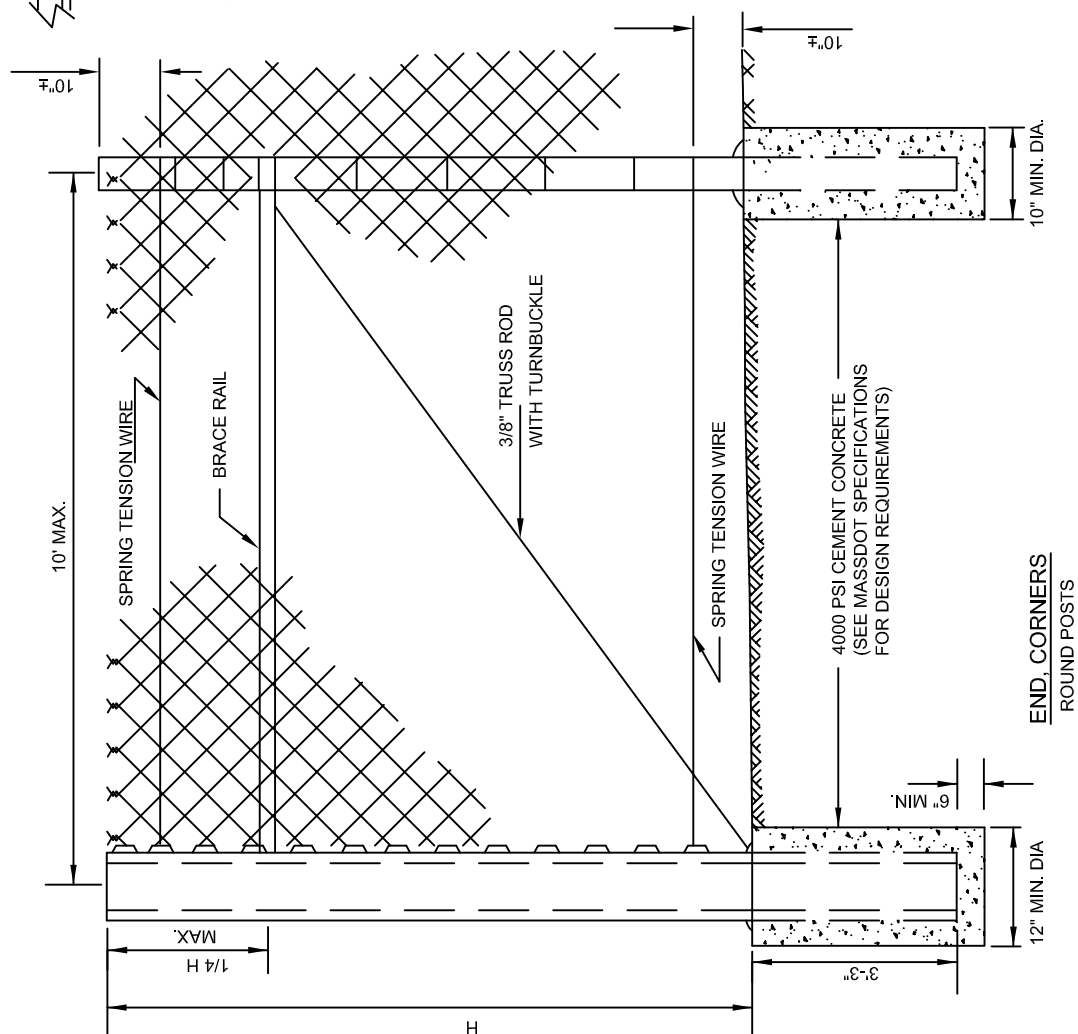 10"±
10' MAX.
10"±
SPRING TENSION WIRE
BRACE RAIL
3/8" TRUSS ROD
WITH TURNBUCKLE
1/4 H
MAX.
H
SPRING TENSION WIRE
4000 PSI CEMENT CONCRETE
(SEE MASSDOT SPECIFICATIONS
FOR DESIGN REQUIREMENTS)
10" MIN. DIA.
6" MIN.
3'-3"
12" MIN. DIA
END, CORNERS
ROUND POSTS